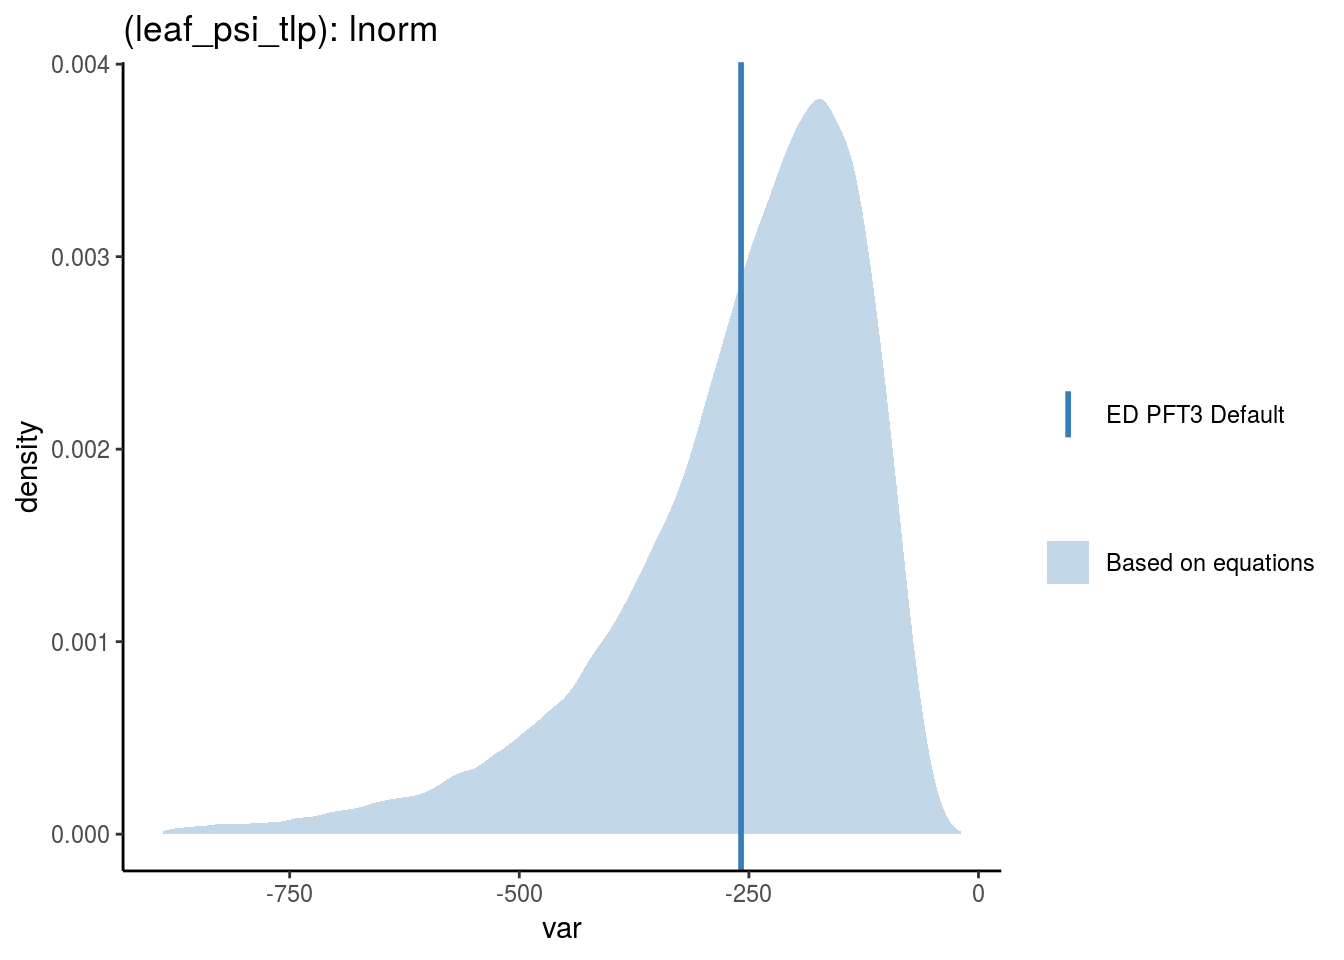 (leaf_psi_tlp): lnorm
0.004
0.003
0.002
0.001
0.000
density
-750
-500
-250
0
var
ED PFT3 Default
Based on equations